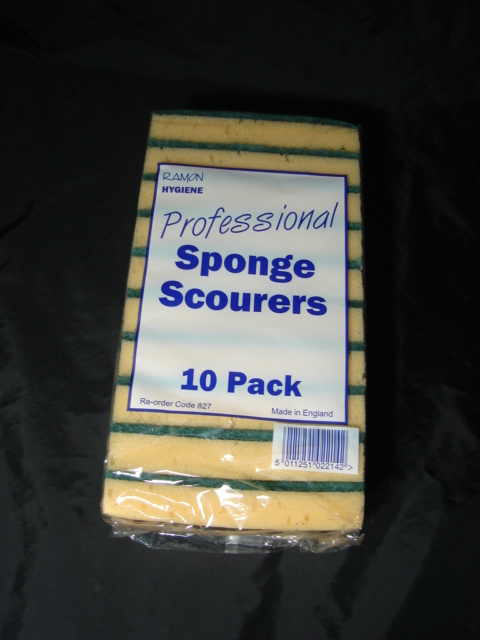 RAMON
HYGIENE
Professional
Sponge
Scourers
10 Pack
Re-order Code 827
Made in England
5 011251 022142 >